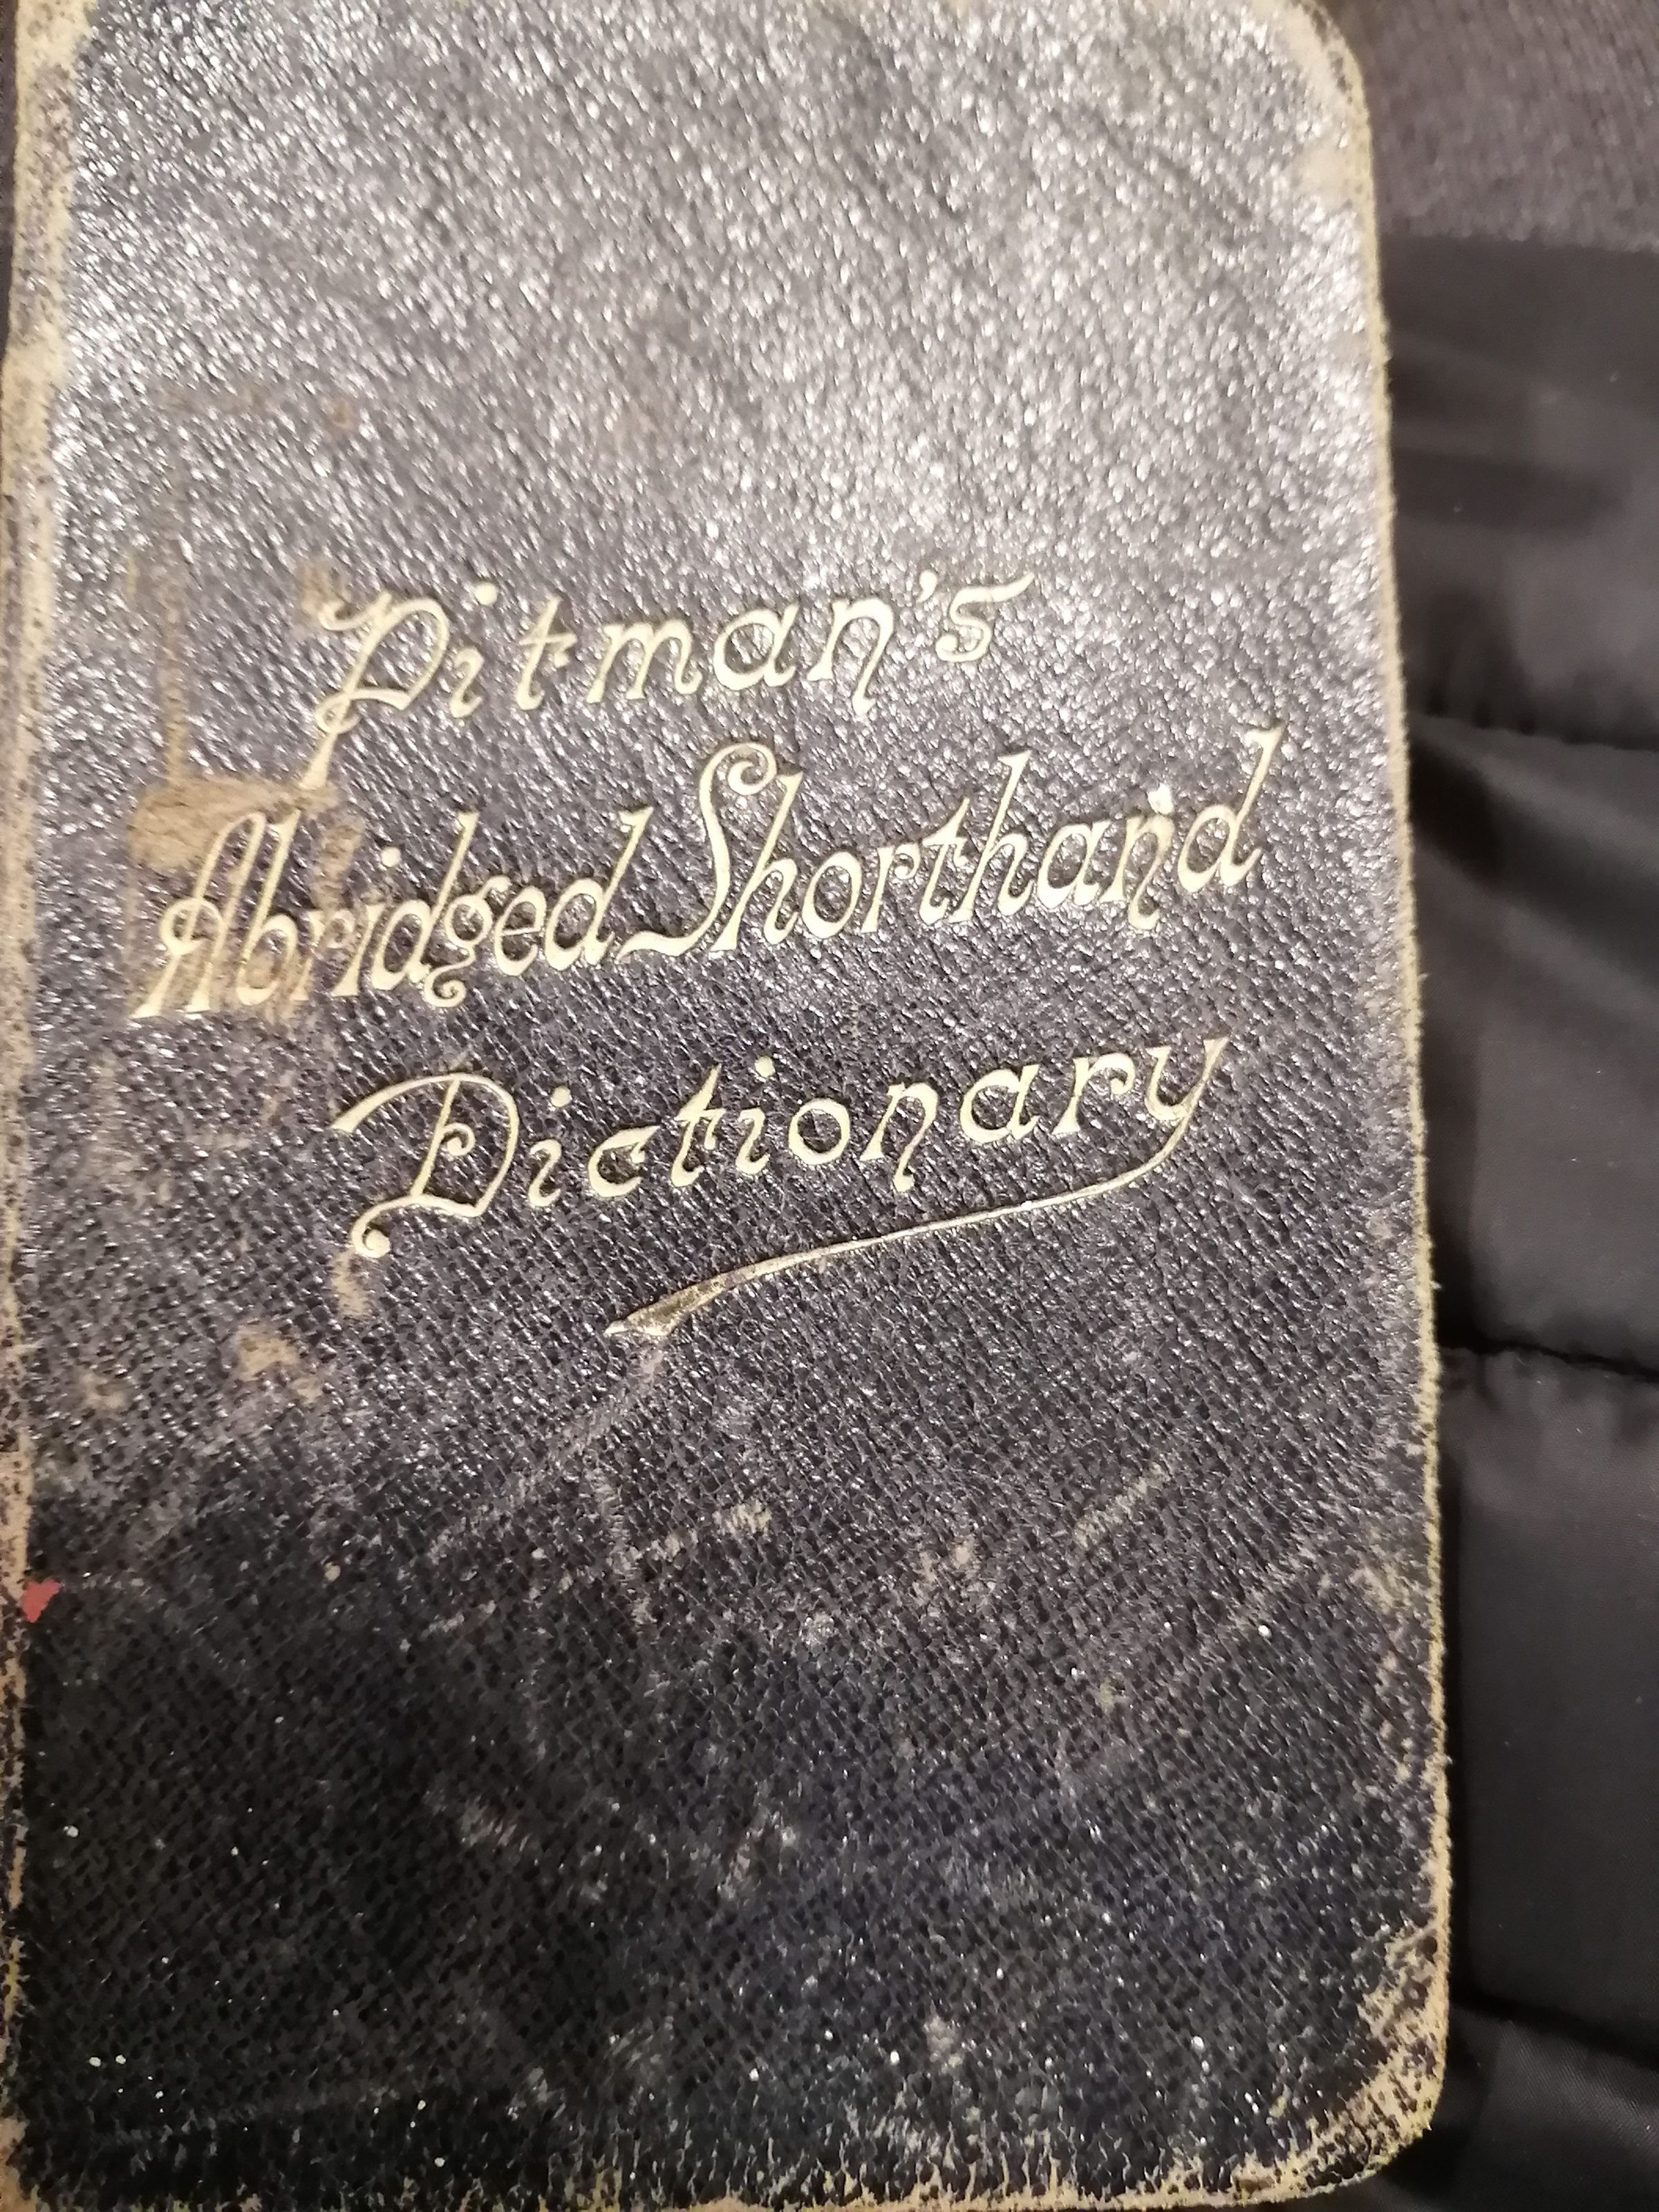 Pitman's
Abridged Shorthand
Dictionary